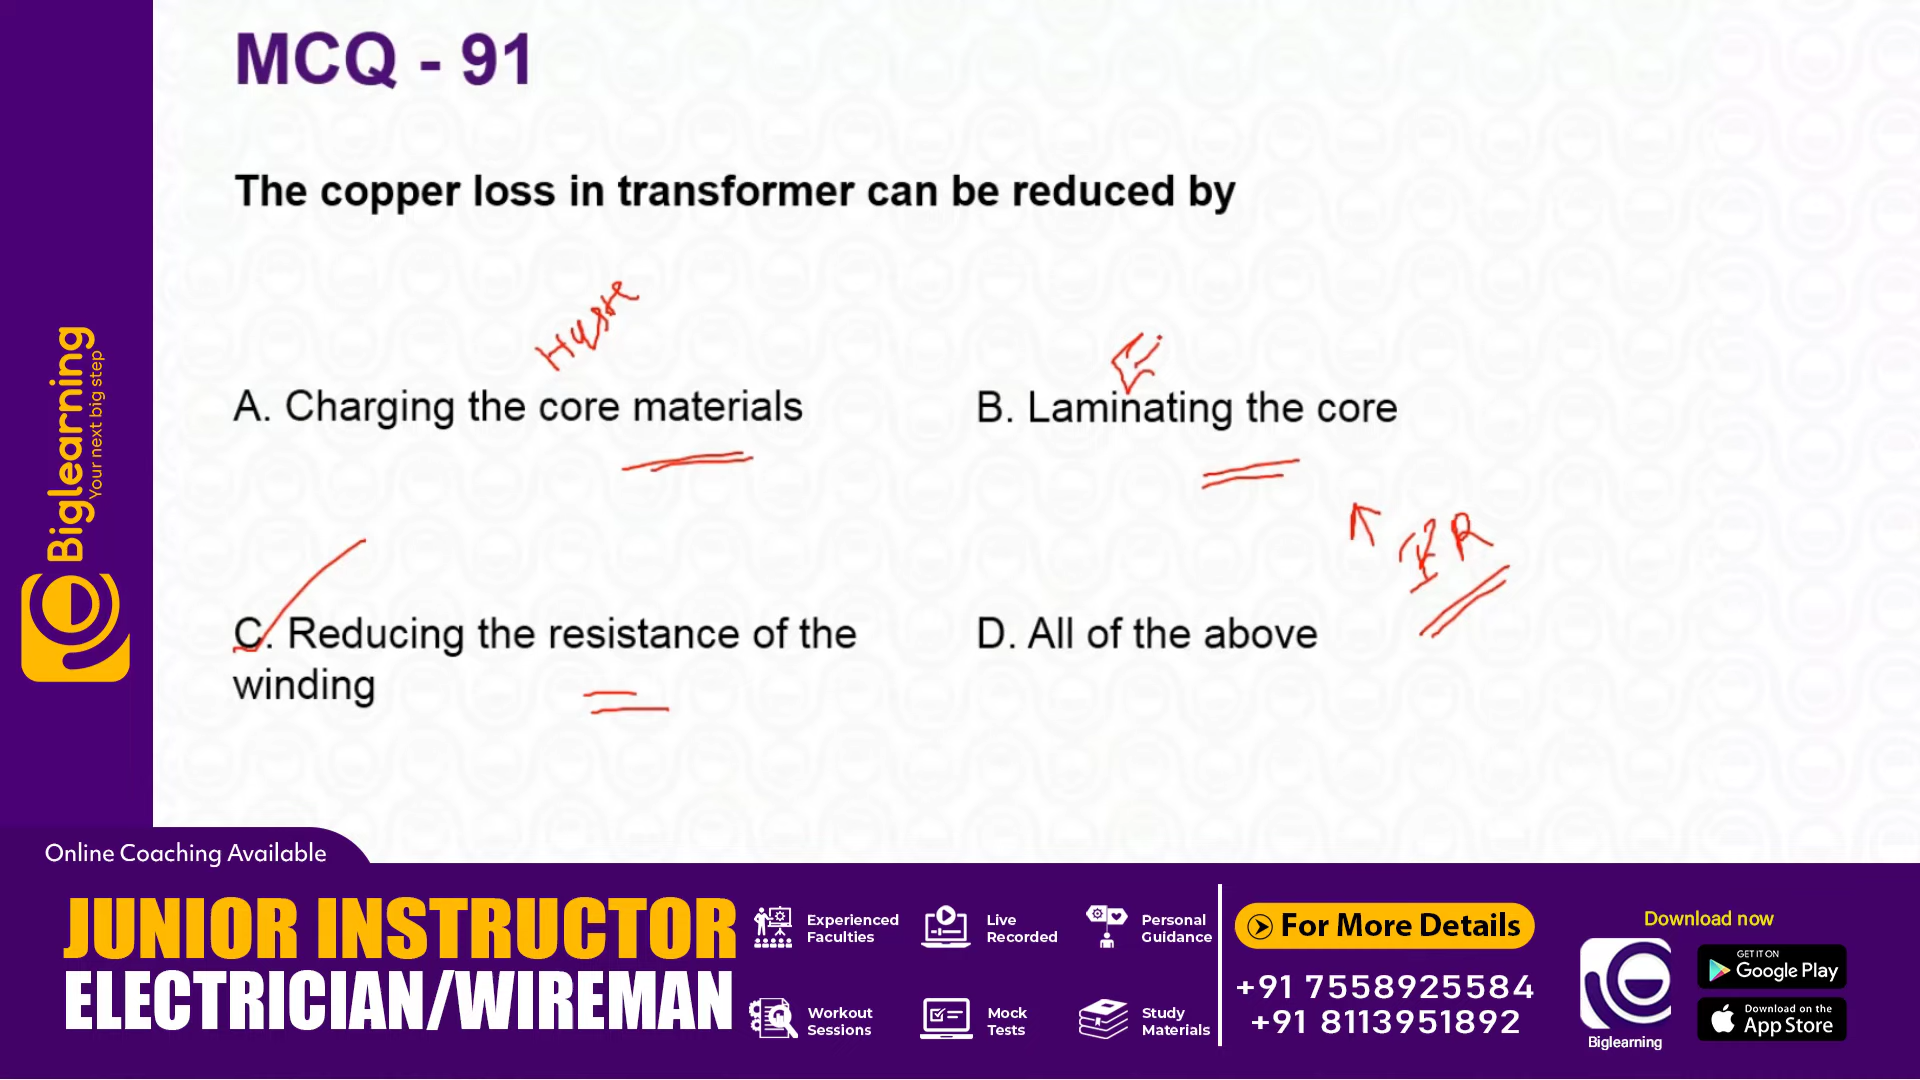 MCQ - 91
The copper loss in transformer can be reduced by
A. Charging the core materials
B. Laminating the core
I²R
C. Reducing the resistance of the
winding
D. All of the above
Biglearning
Your next big step
Online Coaching Available
JUNIOR INSTRUCTOR
ELECTRICIAN/WIREMAN
Experienced
Faculties
Live
Recorded
Personal
Guidance
Workout
Sessions
Mock
Tests
Study
Materials
For More Details
+91 7558925584
+91 8113951892
Download now
Biglearning
GET IT ON
Google Play
Download on the
App Store